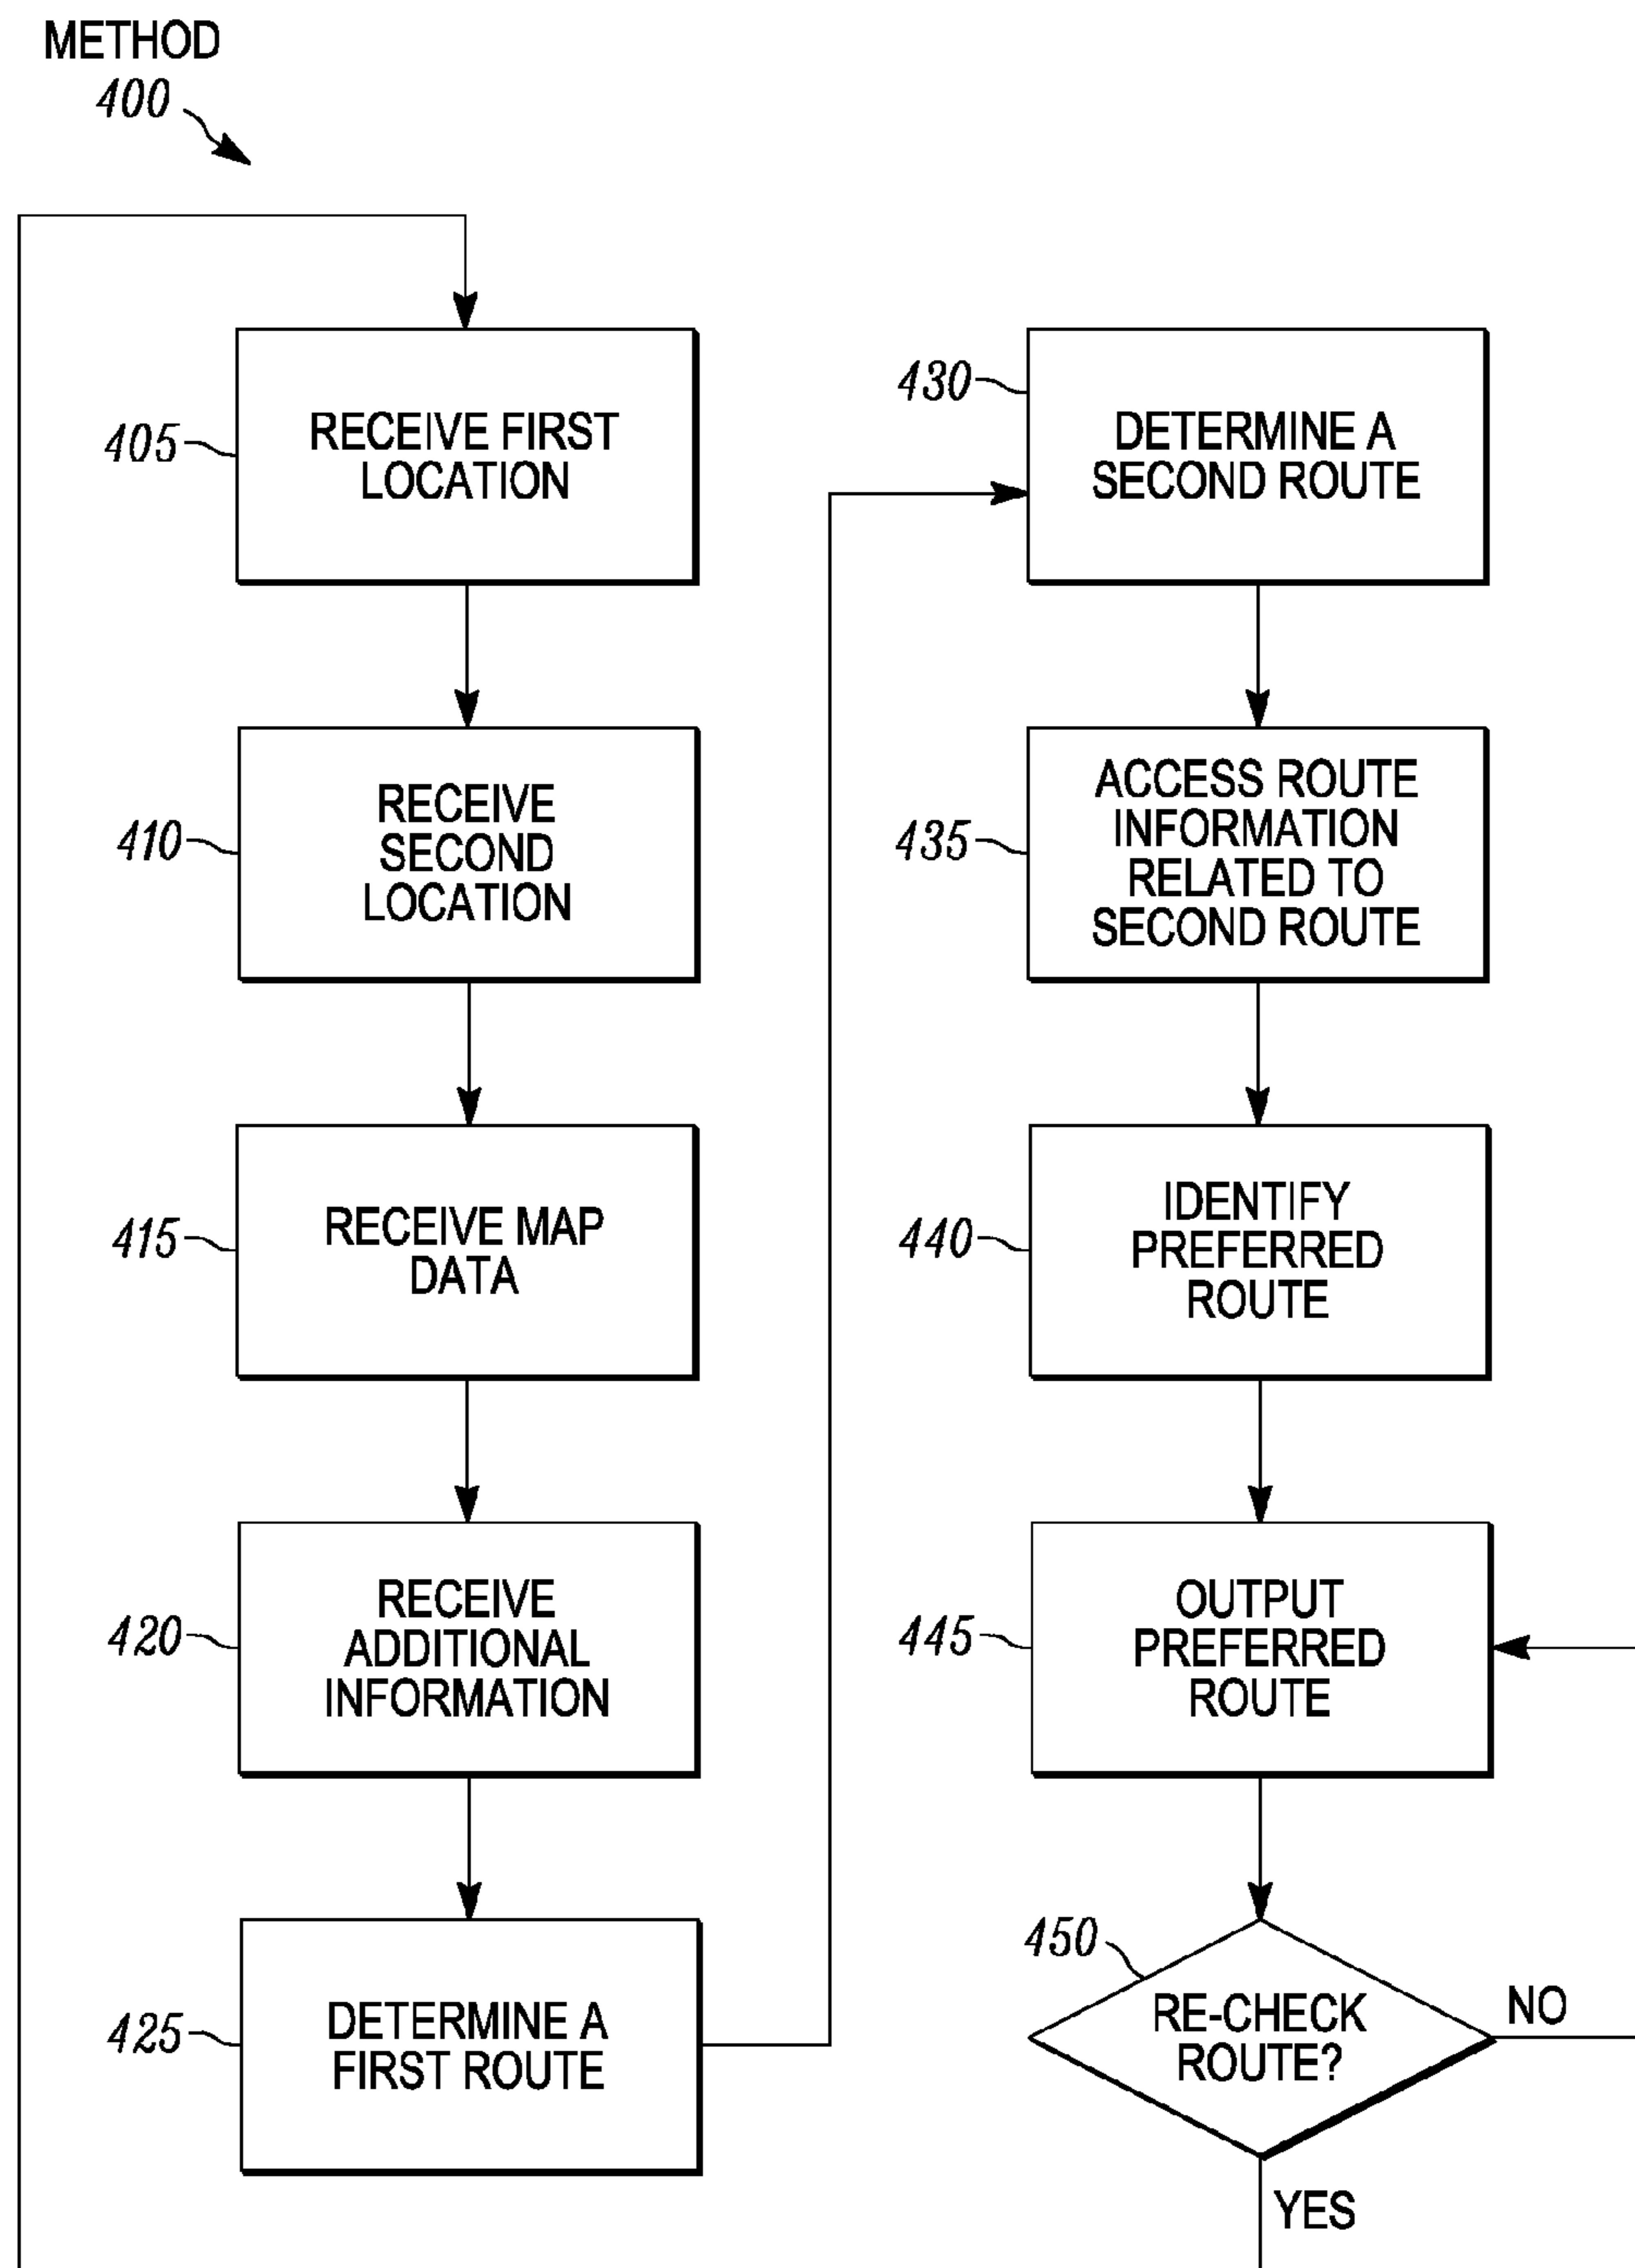 METHOD
400
405
RECEIVE FIRST
LOCATION
410
RECEIVE
SECOND
LOCATION
415
RECEIVE MAP
DATA
420
RECEIVE
ADDITIONAL
INFORMATION
425
DETERMINE A
FIRST ROUTE
430
DETERMINE A
SECOND ROUTE
435
ACCESS ROUTE
INFORMATION
RELATED TO
SECOND ROUTE
440
IDENTIFY
PREFERRED
ROUTE
445
OUTPUT
PREFERRED
ROUTE
450
RE-CHECK
ROUTE?
NO
YES